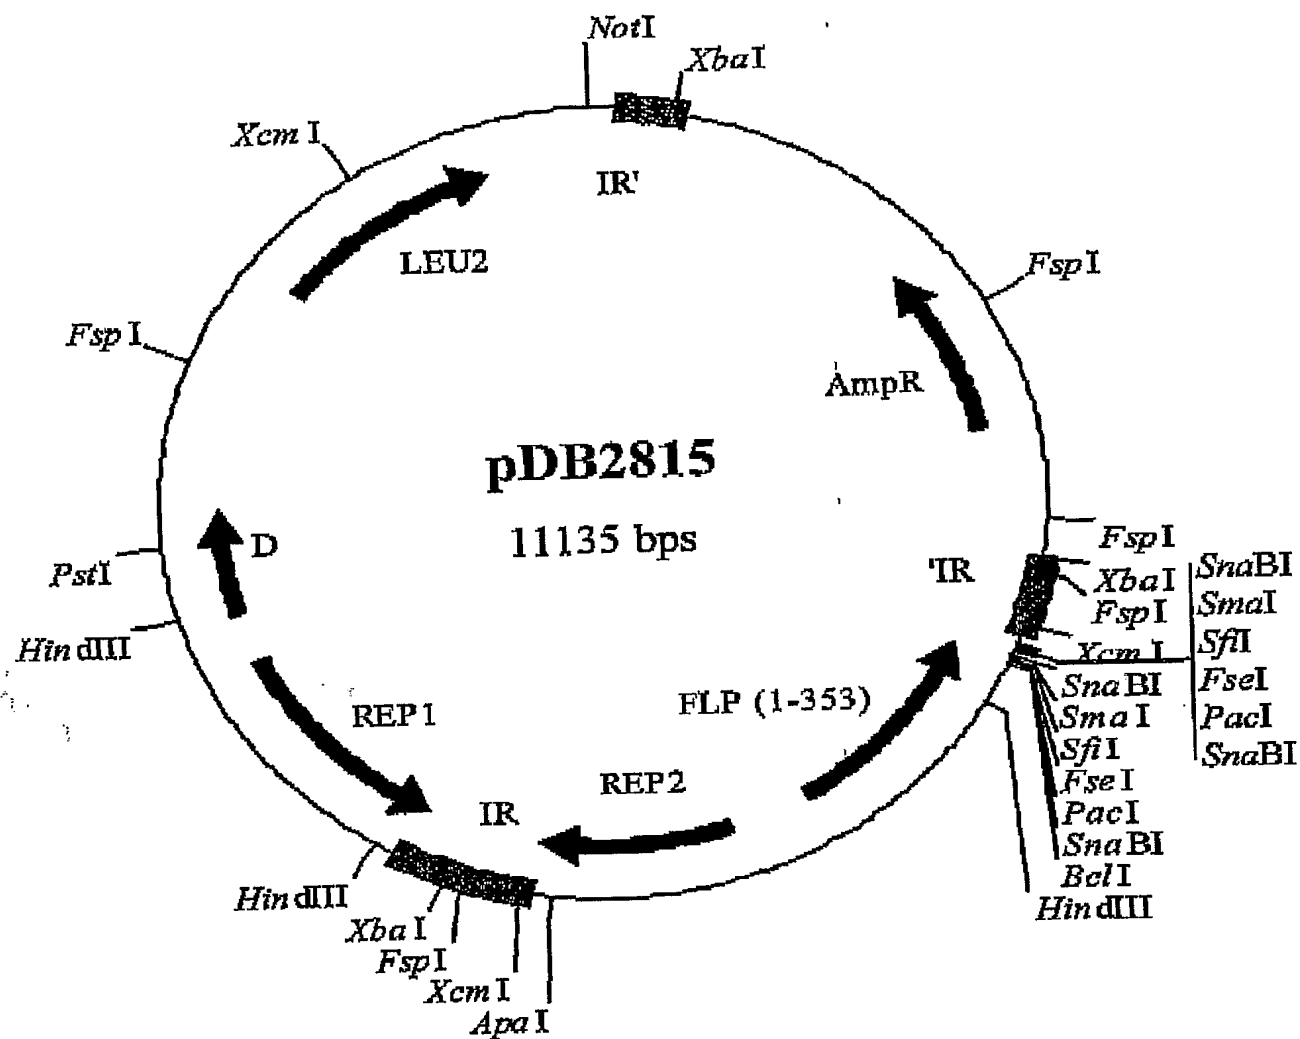 NotI
XbaI
XcmI
IR'
LEU2
FspI
FspI
AmpR
pDB2815
11135 bps
D
PstI
HindIII
FspI
'IR
XbaI
FspI
XcmI
SnaBI
SmaI
SfiI
FseI
PacI
SnaBI
SnaBI
SmaI
SfiI
FseI
PacI
SnaBI
BclI
HindIII
FLP (1-353)
REP1
REP2
IR
HindIII
XbaI
FspI
XcmI
ApaI